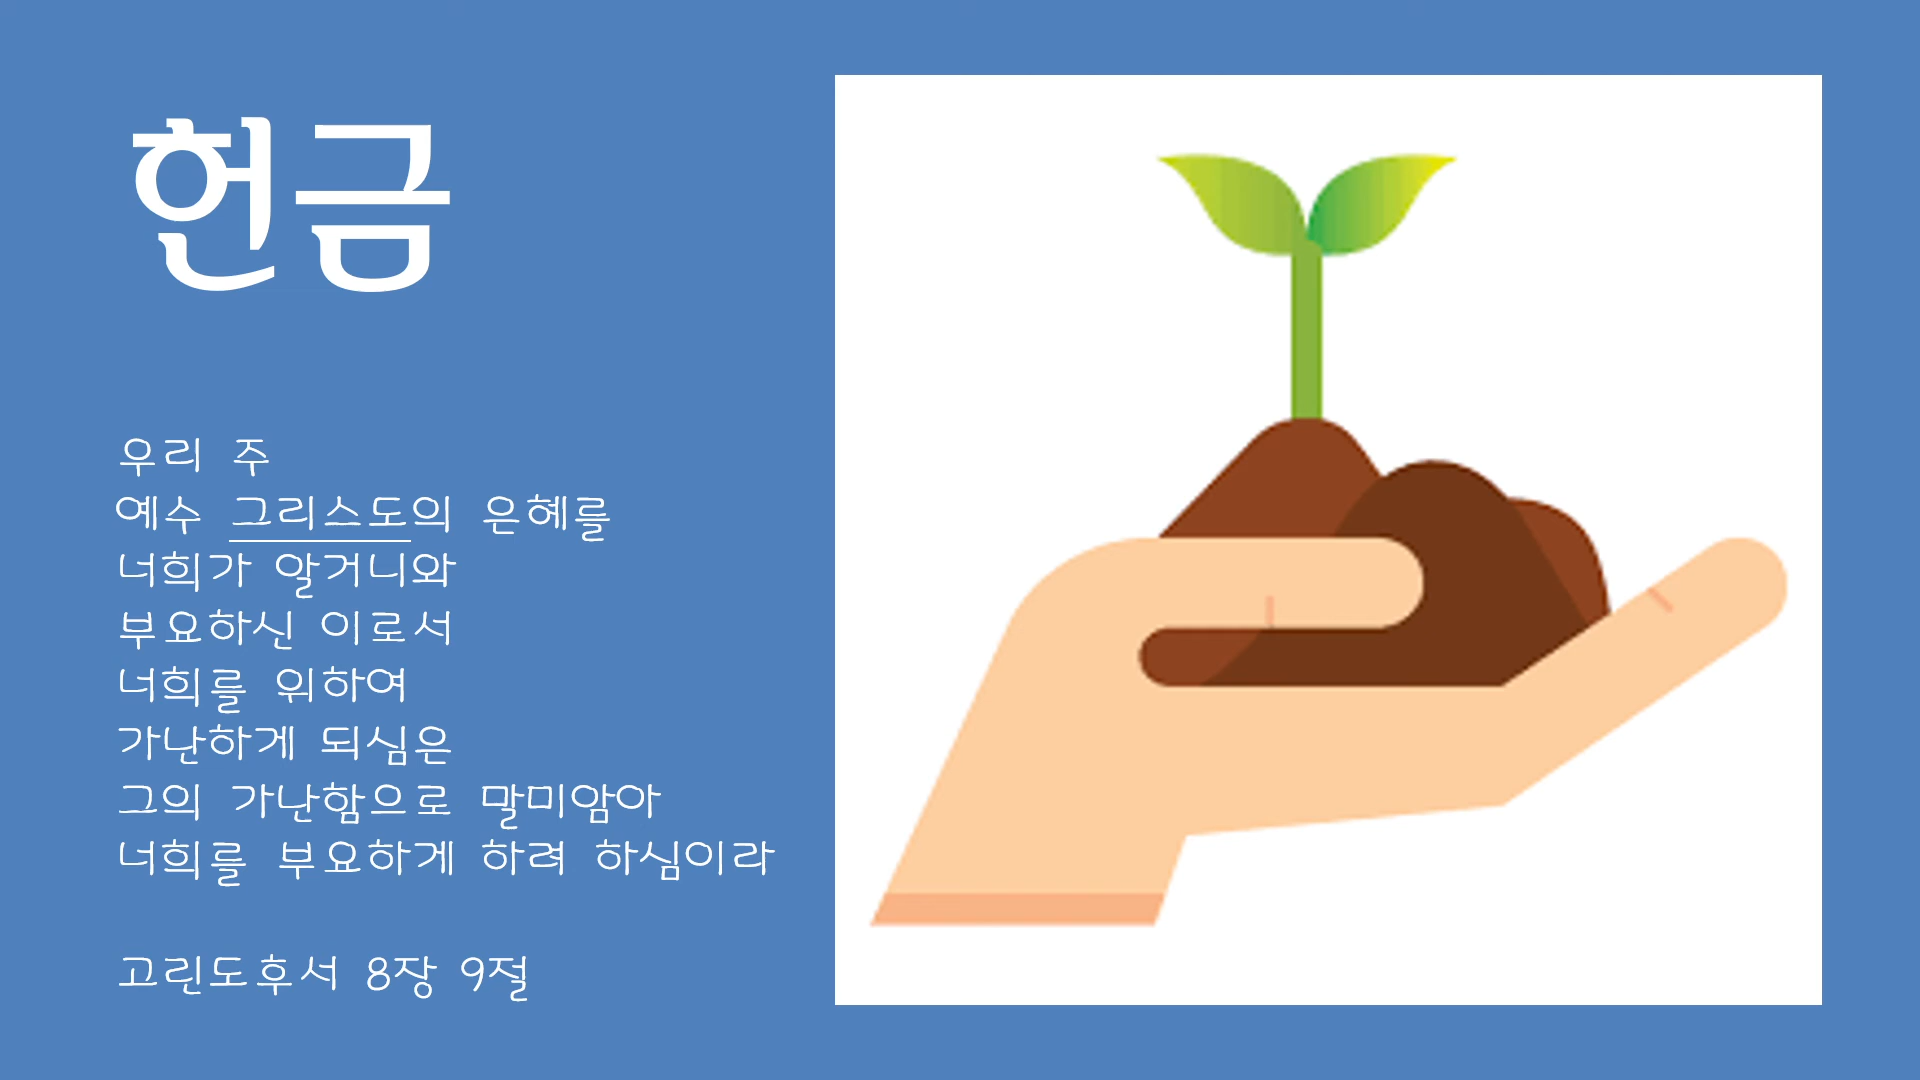 헌금
우리 주
예수 그리스도의 은혜를
너희가 알거니와
부요하신 이로서
너희를 위하여
가난하게 되심은
그의 가난함으로 말미암아
너희를 부요하게 하려 하심이라
고린도후서 8장 9절